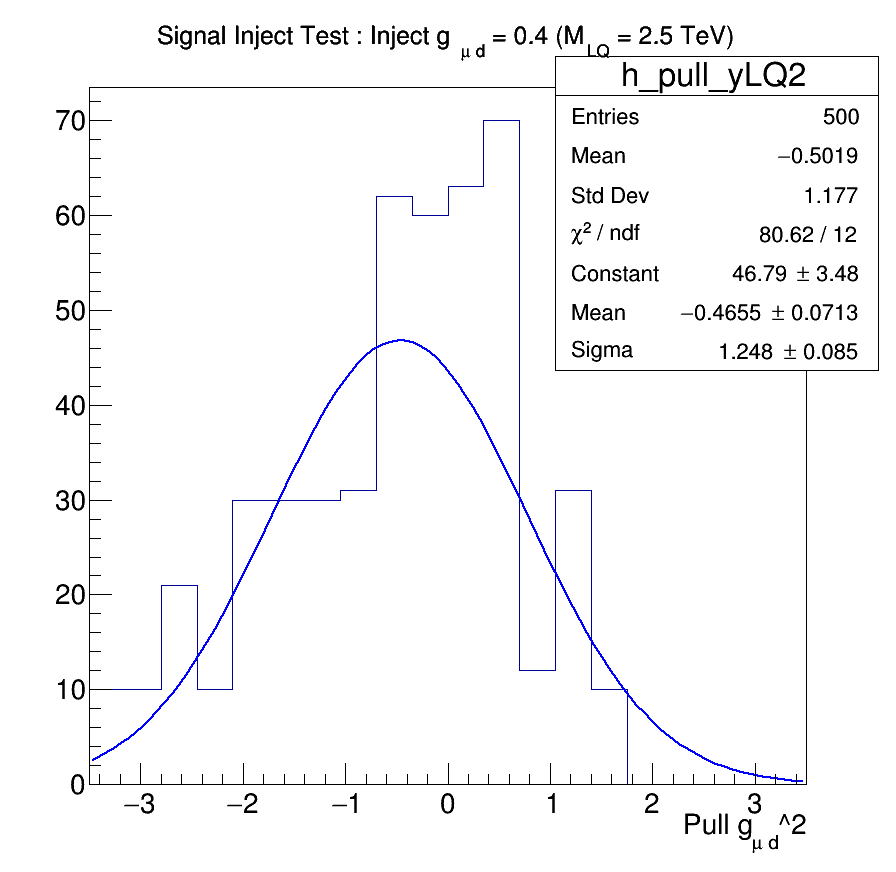 Signal Inject Test : Inject g μ d = 0.4 (M LQ = 2.5 TeV)
h_pull_yLQ2
Entries 500
Mean −0.5019
Std Dev 1.177
χ² / ndf 80.62 / 12
Constant 46.79 ± 3.48
Mean −0.4655 ± 0.0713
Sigma 1.248 ± 0.085
70
60
50
40
30
20
10
0
−3 −2 −1 0 1 2 3
Pull g μ d ^2